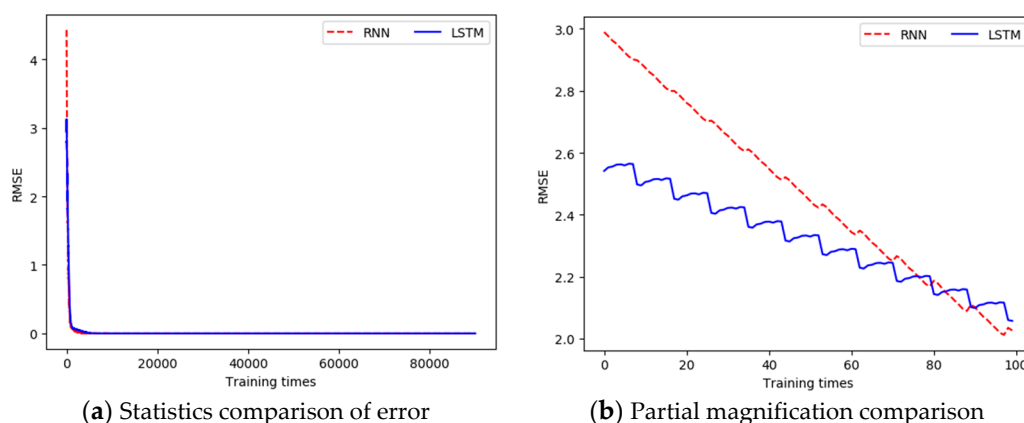 RNN LSTM
4
3
2
1
0
RMSE
0 20000 40000 60000 80000
Training times
(a) Statistics comparison of error
RNN LSTM
3.0
2.8
2.6
2.4
2.2
2.0
RMSE
0 20 40 60 80 100
Training times
(b) Partial magnification comparison